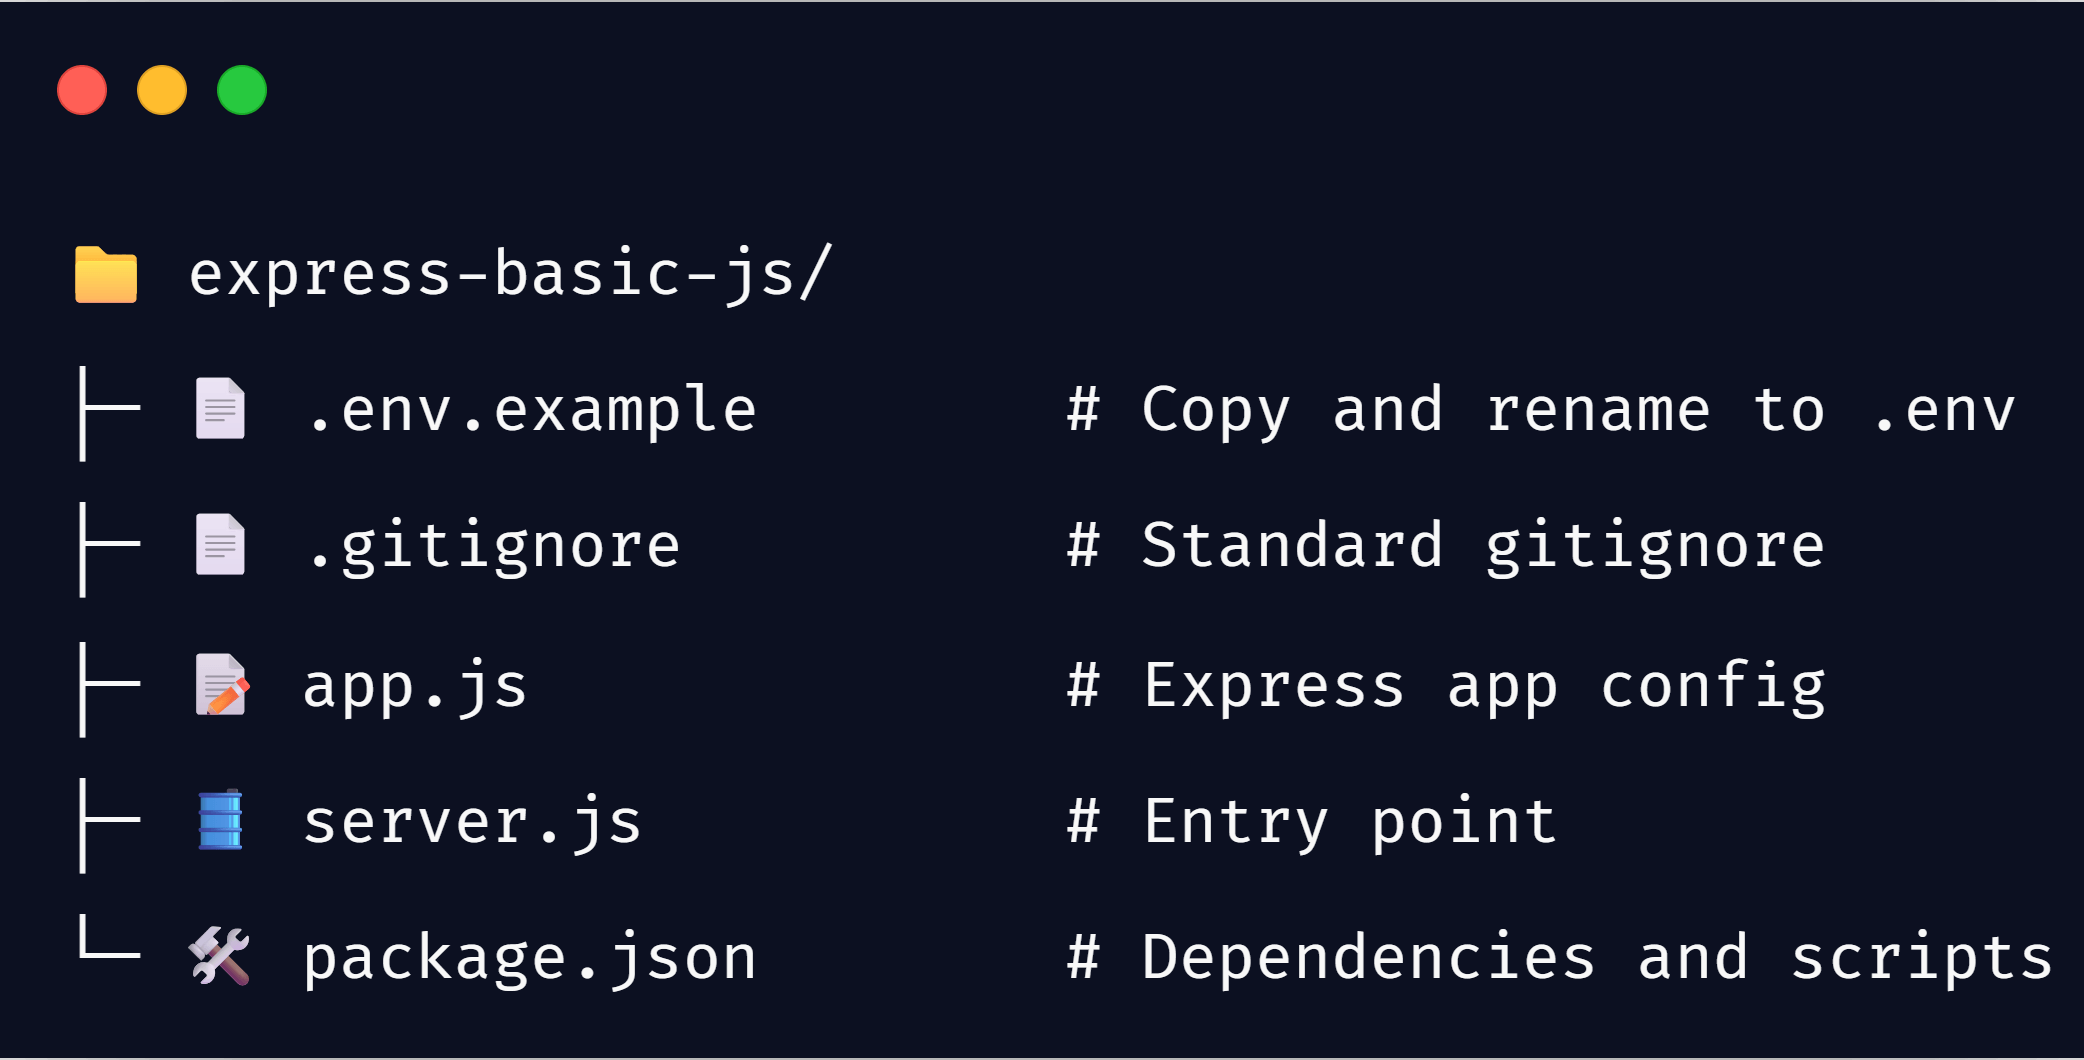 📁 express-basic-js/
├─ 📄 .env.example # Copy and rename to .env
├─ 📄 .gitignore # Standard gitignore
├─ 📝 app.js # Express app config
├─ 🛢️ server.js # Entry point
└─ 🛠️ package.json # Dependencies and scripts